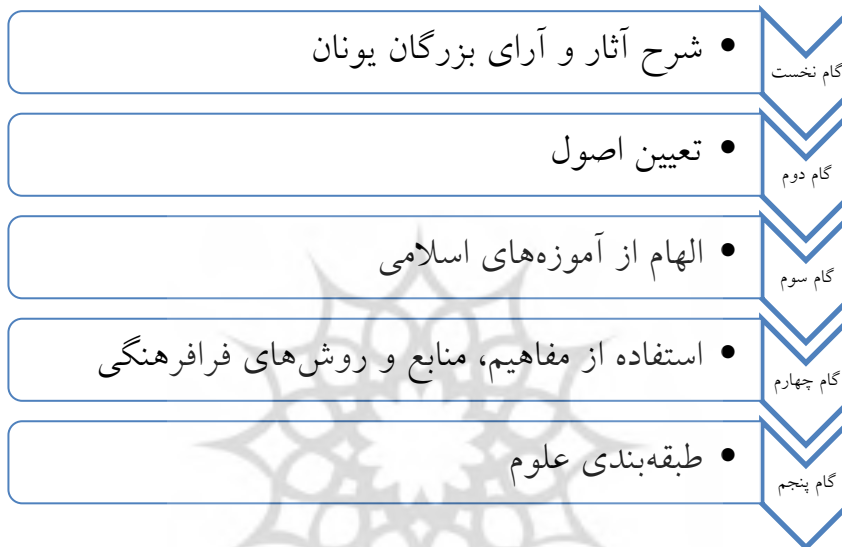 گام نخست
• شرح آثار و آرای بزرگان یونان
گام دوم
• تعیین اصول
گام سوم
• الهام از آموزه‌های اسلامی
گام چهارم
• استفاده از مفاهیم، منابع و روش‌های فرافرهنگی
گام پنجم
• طبقه‌بندی علوم